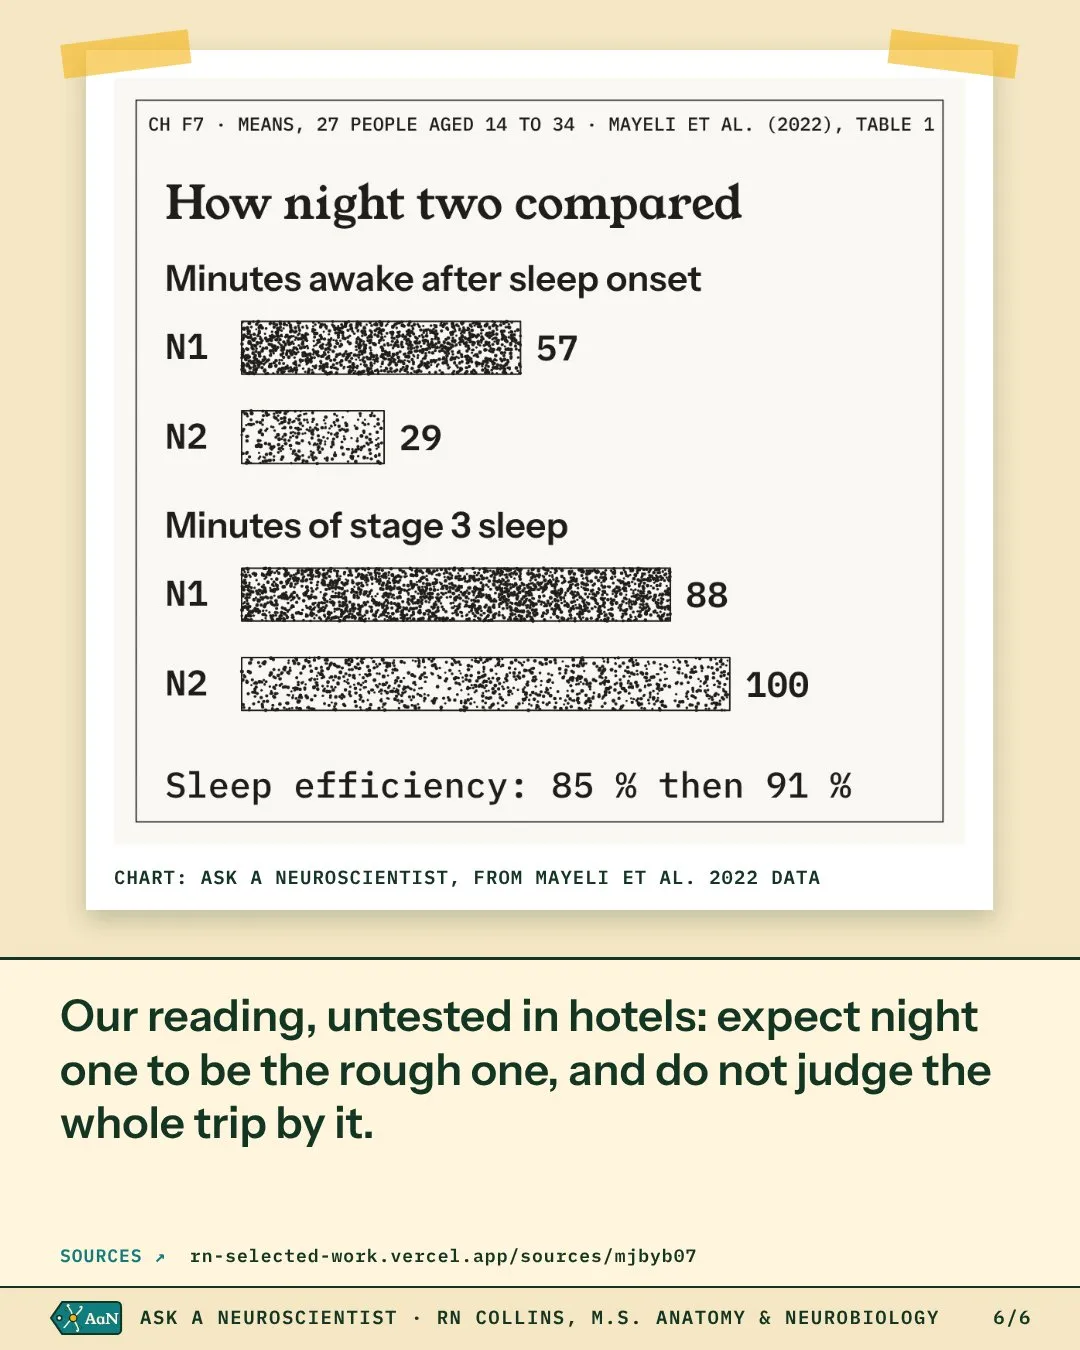 CH F7 · MEANS, 27 PEOPLE AGED 14 TO 34 · MAYELI ET AL. (2022), TABLE 1
How night two compared
Minutes awake after sleep onset
N1 57
N2 29
Minutes of stage 3 sleep
N1 88
N2 100
Sleep efficiency: 85 % then 91 %
CHART: ASK A NEUROSCIENTIST, FROM MAYELI ET AL. 2022 DATA
Our reading, untested in hotels: expect night
one to be the rough one, and do not judge the
whole trip by it.
SOURCES ↗ rn-selected-work.vercel.app/sources/mjbyb07
AaN ASK A NEUROSCIENTIST · RN COLLINS, M.S. ANATOMY & NEUROBIOLOGY 6/6